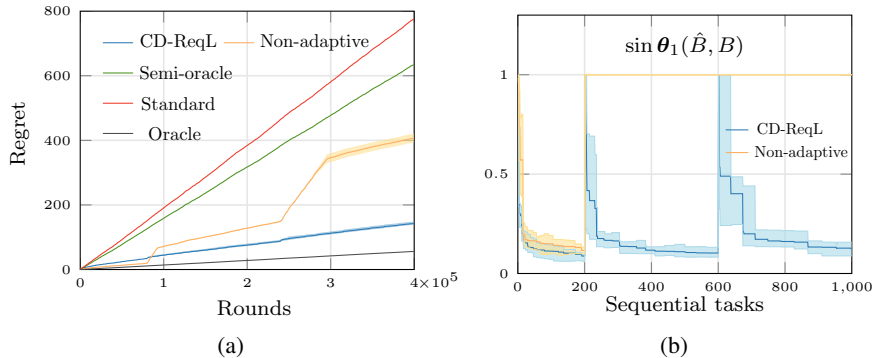 CD-ReqL Non-adaptive
Semi-oracle
Standard
Oracle
Regret
800
600
400
200
0
0 1 2 3 4×10⁵
Rounds
(a)
sin θ₁(B̂, B)
CD-ReqL
Non-adaptive
1
0.5
0
0 200 400 600 800 1,000
Sequential tasks
(b)